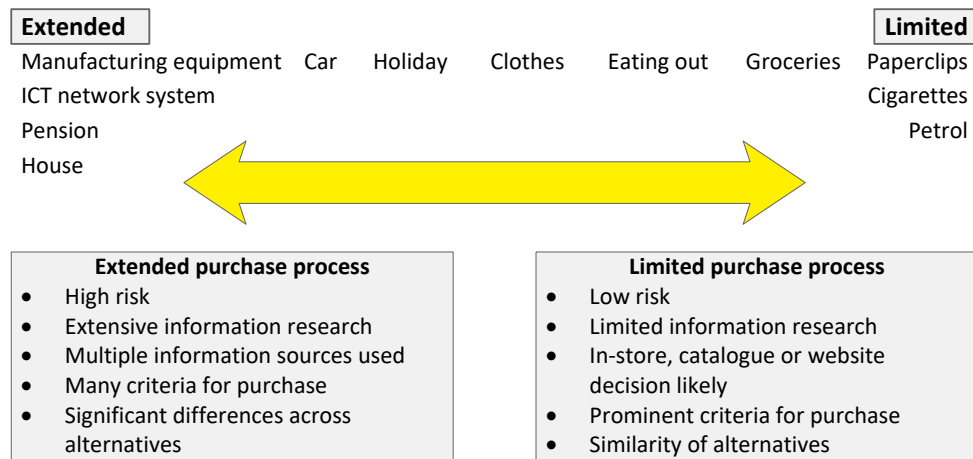 Extended Limited
Manufacturing equipment Car Holiday Clothes Eating out Groceries Paperclips
ICT network system Cigarettes
Pension Petrol
House
Extended purchase process
• High risk
• Extensive information research
• Multiple information sources used
• Many criteria for purchase
• Significant differences across
alternatives
Limited purchase process
• Low risk
• Limited information research
• In-store, catalogue or website
decision likely
• Prominent criteria for purchase
• Similarity of alternatives